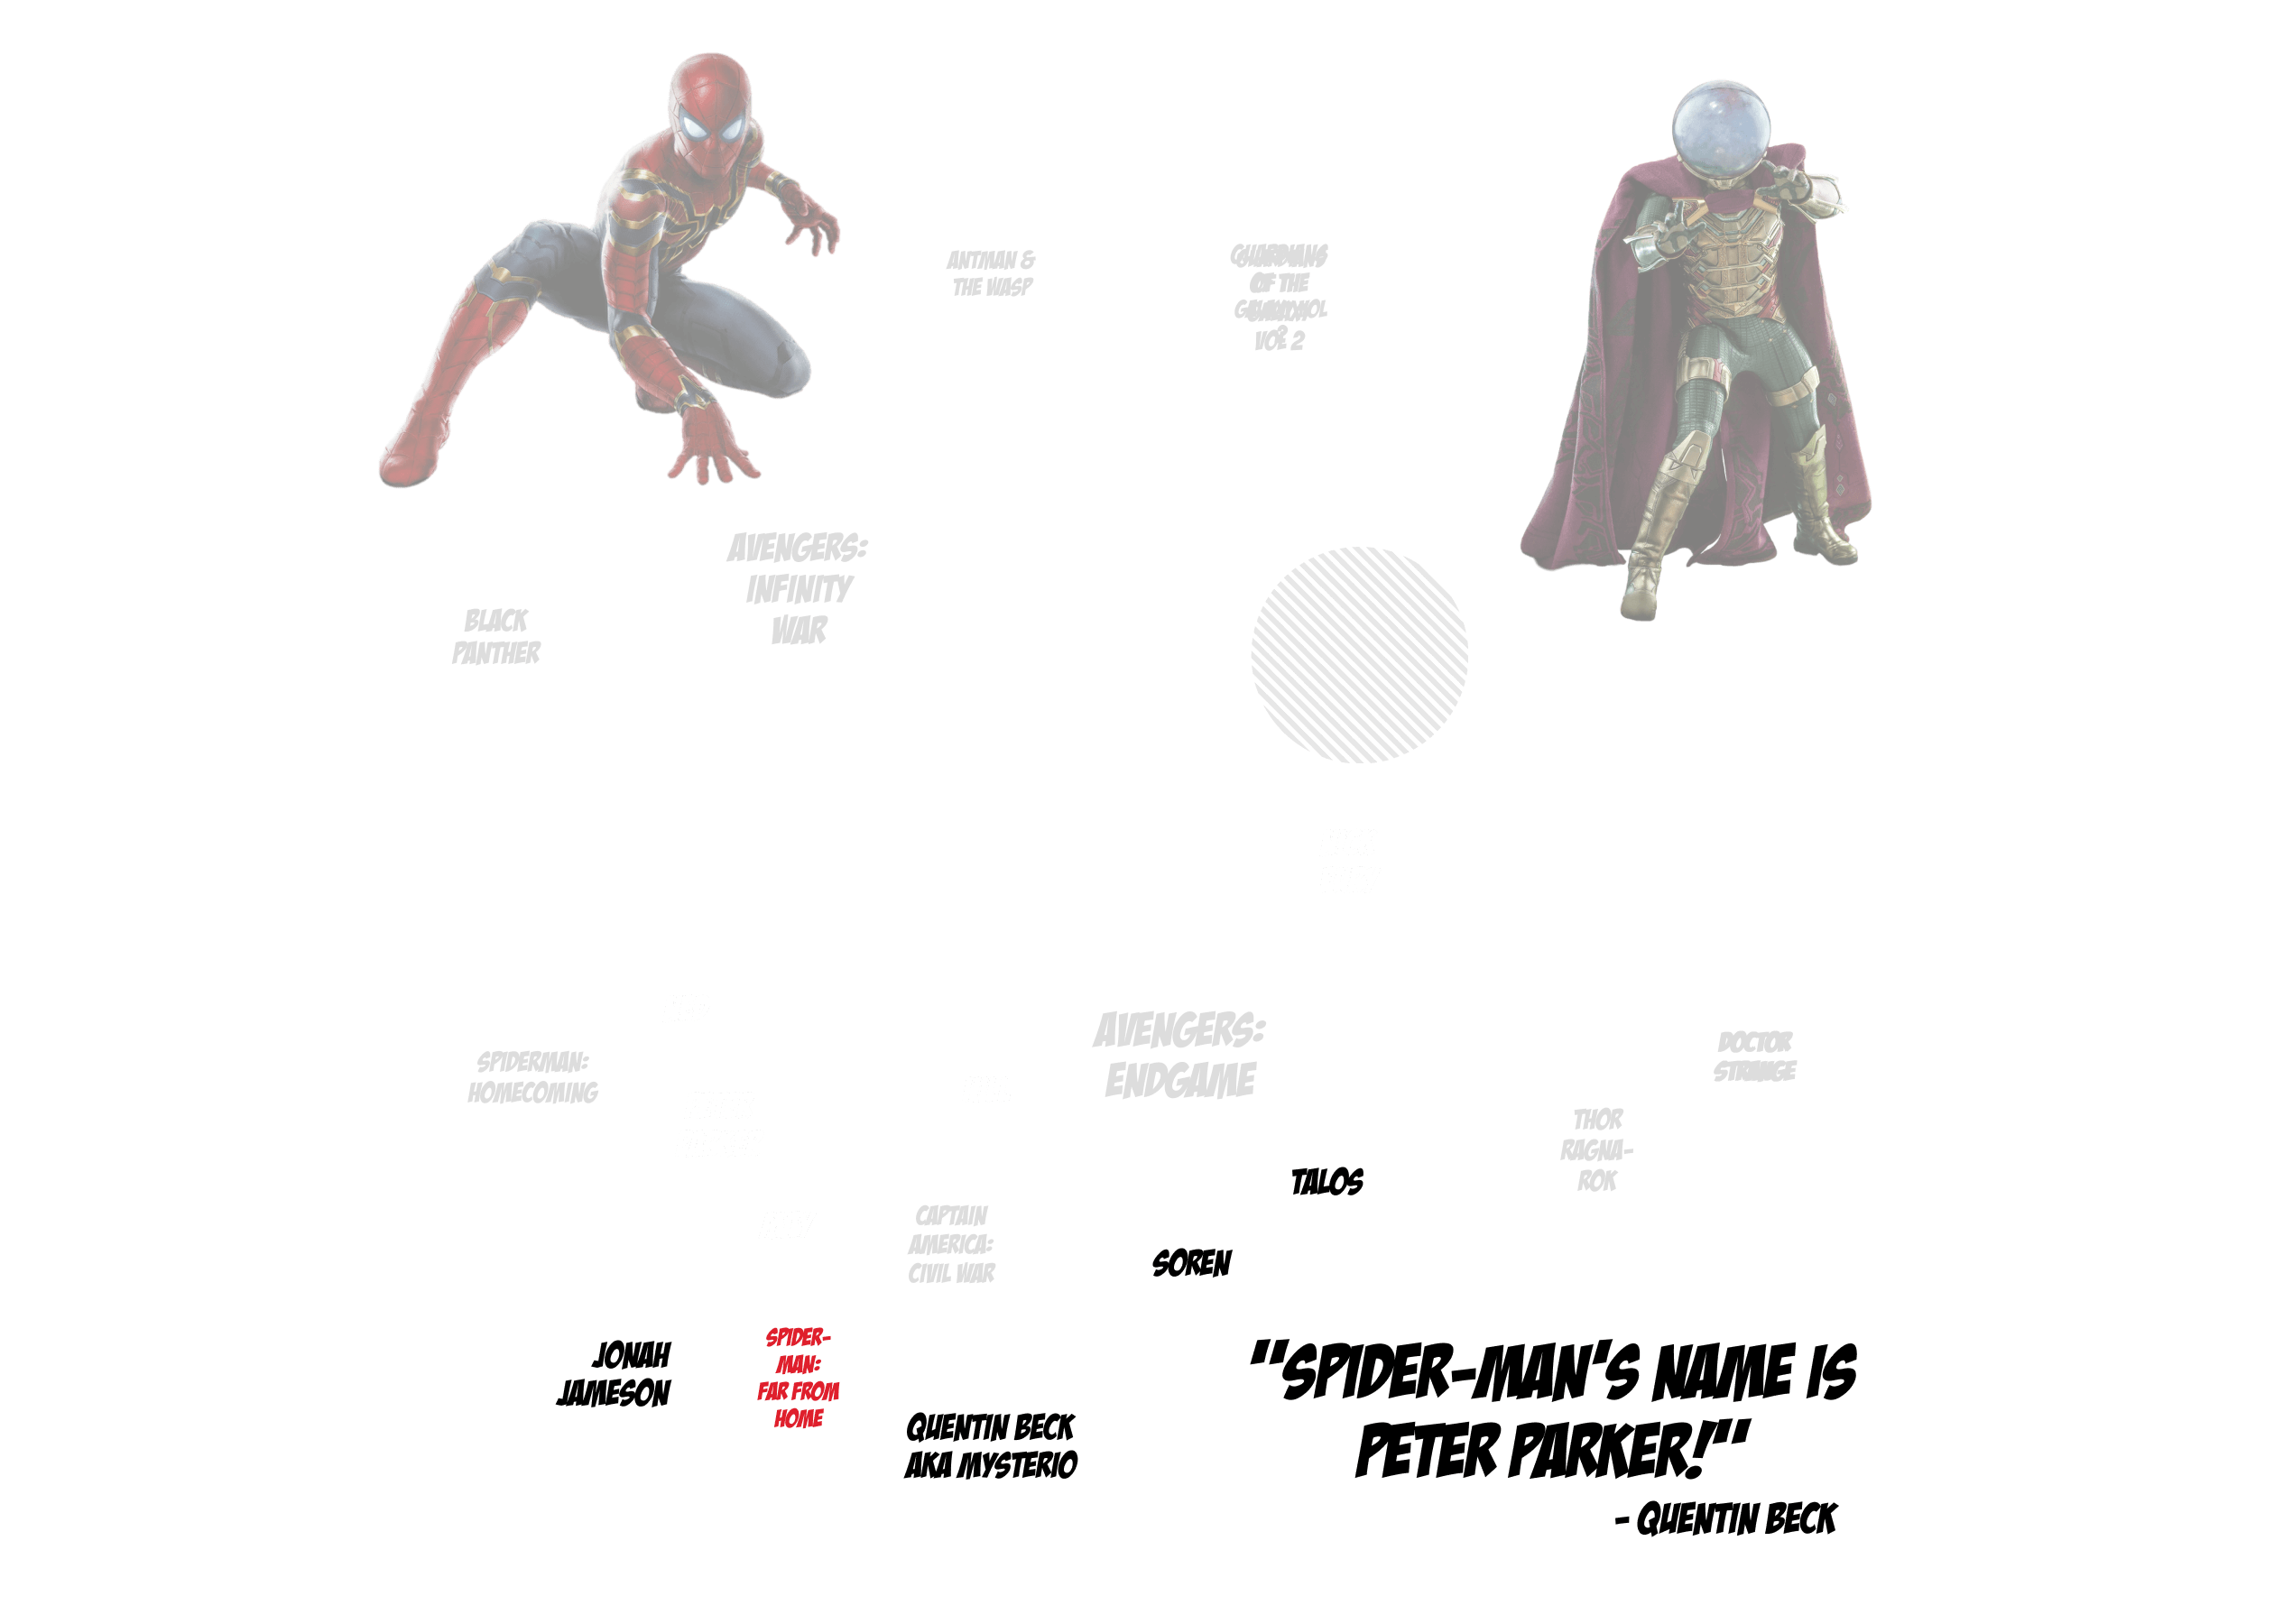 ANTMAN &
THE WASP
GUARDIANS
OF THE
VOL 2
AVENGERS:
INFINITY
WAR
BLACK
PANTHER
AVENGERS:
ENDGAME
SPIDERMAN:
HOMECOMING
DOCTOR
STRANGE
THOR
RAGNA-
ROK
TALOS
CAPTAIN
AMERICA:
CIVIL WAR
SOREN
JONAH
JAMESON
SPIDER-
MAN:
FAR FROM
HOME
QUENTIN BECK
AKA MYSTERIO
"SPIDER-MAN'S NAME IS
PETER PARKER!"
- QUENTIN BECK